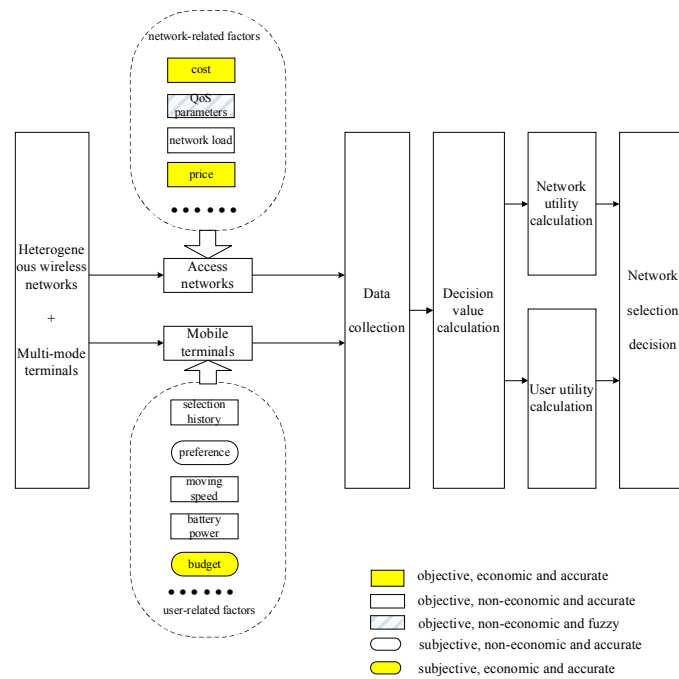 network-related factors
cost
QoS
parameters
network load
price
Heterogene
ous wireless
networks
+
Multi-mode
terminals
Access
networks
Mobile
terminals
selection
history
preference
moving
speed
battery
power
budget
user-related factors
Data
collection
Decision
value
calculation
Network
utility
calculation
User utility
calculation
Network
selection
decision
objective, economic and accurate
objective, non-economic and accurate
objective, non-economic and fuzzy
subjective, non-economic and accurate
subjective, economic and accurate